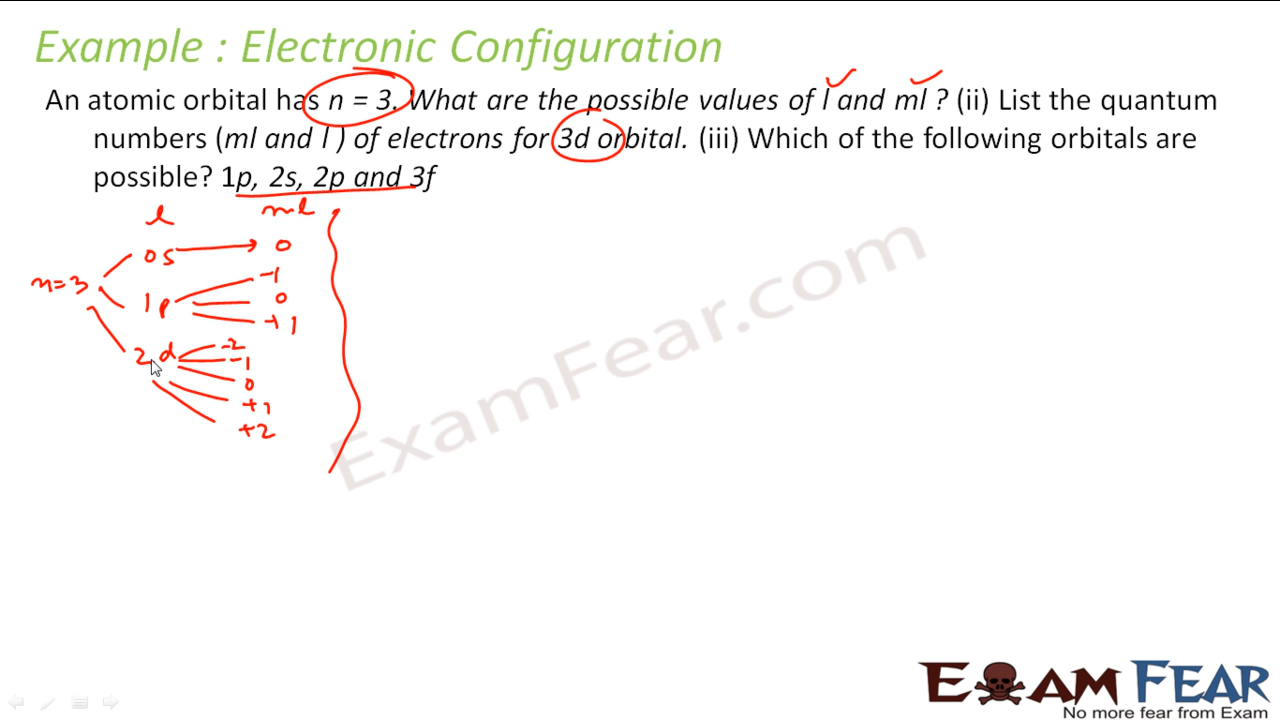 Example : Electronic Configuration
An atomic orbital has n = 3. What are the possible values of l and ml ? (ii) List the quantum
numbers (ml and l ) of electrons for 3d orbital. (iii) Which of the following orbitals are
possible? 1p, 2s, 2p and 3f
l ml
0 s 0
n=3
-1
1 p 0
+1
2 d -2
-1
0
+1
+2
ExamFear.com
EXAM FEAR
No more fear from Exam